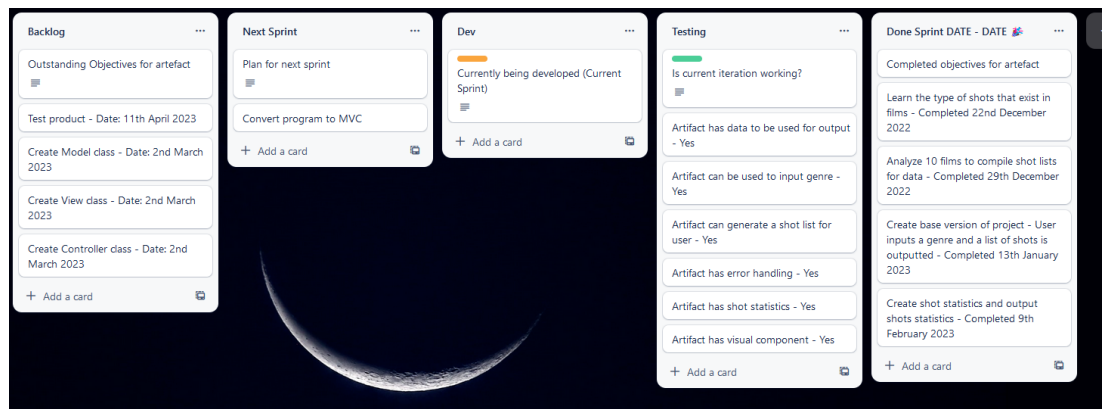 Backlog
Outstanding Objectives for artefact
Test product - Date: 11th April 2023
Create Model class - Date: 2nd March
2023
Create View class - Date: 2nd March
2023
Create Controller class - Date: 2nd
March 2023
Add a card
Next Sprint
Plan for next sprint
Convert program to MVC
Add a card
Dev
Currently being developed (Current
Sprint)
Add a card
Testing
Is current iteration working?
Artifact has data to be used for output
- Yes
Artifact can be used to input genre -
Yes
Artifact can generate a shot list for
user - Yes
Artifact has error handling - Yes
Artifact has shot statistics - Yes
Artifact has visual component - Yes
Add a card
Done Sprint DATE - DATE 🎉
Completed objectives for artefact
Learn the type of shots that exist in
films - Completed 22nd December
2022
Analyze 10 films to compile shot lists
for data - Completed 29th December
2022
Create base version of project - User
inputs a genre and a list of shots is
outputted - Completed 13th January
2023
Create shot statistics and output
shots statistics - Completed 9th
February 2023
Add a card